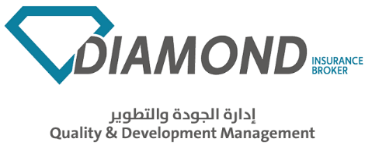 DIAMOND
INSURANCE
BROKER
إدارة الجودة والتطوير
Quality & Development Management